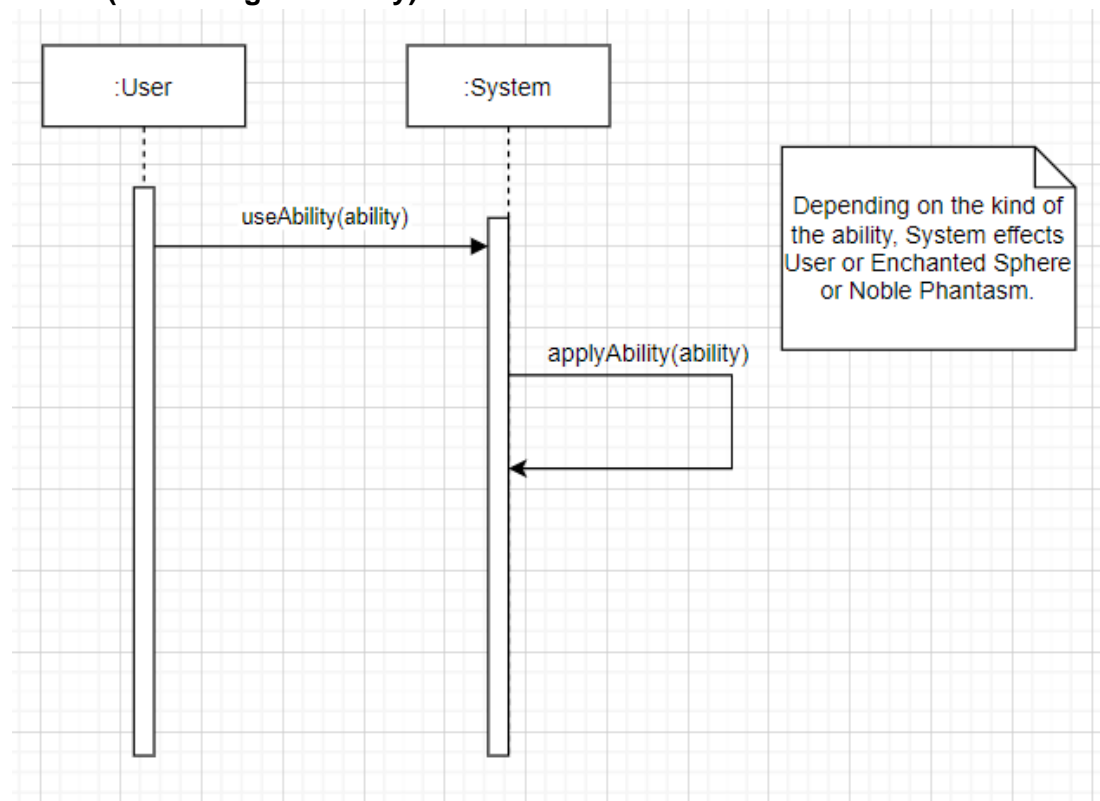 :User
:System
useAbility(ability)
Depending on the kind of
the ability, System effects
User or Enchanted Sphere
or Noble Phantasm.
applyAbility(ability)